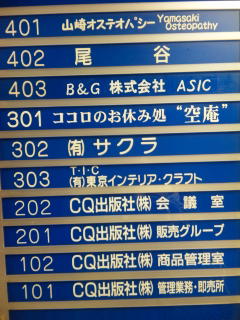 401 山崎オステオパシー Yamasaki Osteopathy
402 尾谷
403 B&G 株式会社 ASIC
301 ココロのお休み処 "空庵"
302 ㈲ サクラ
303 T・I・C
㈲東京インテリア・クラフト
202 CQ出版社㈱ 会議室
201 CQ出版社㈱ 販売グループ
102 CQ出版社㈱ 商品管理室
101 CQ出版社㈱ 管理業務・即売所